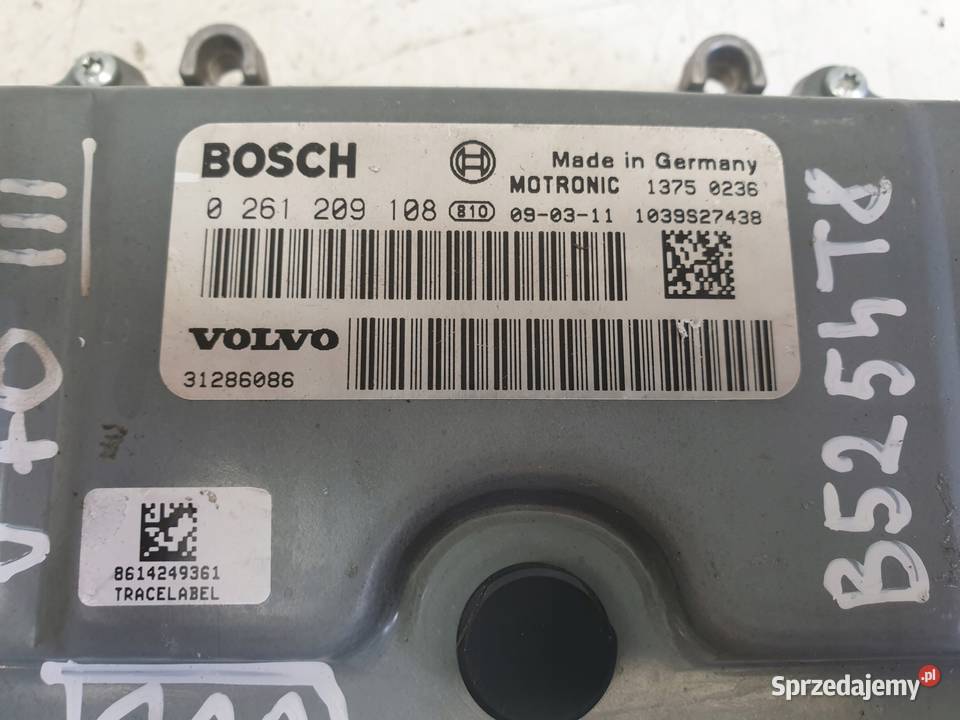 BOSCH
Made in Germany
MOTRONIC 1375 0236
0 261 209 108 810 09-03-11 1039S27438
VOLVO
31286086
8614249361
TRACELABEL
V70 III
B5254T8
Sprzedajemy.pl